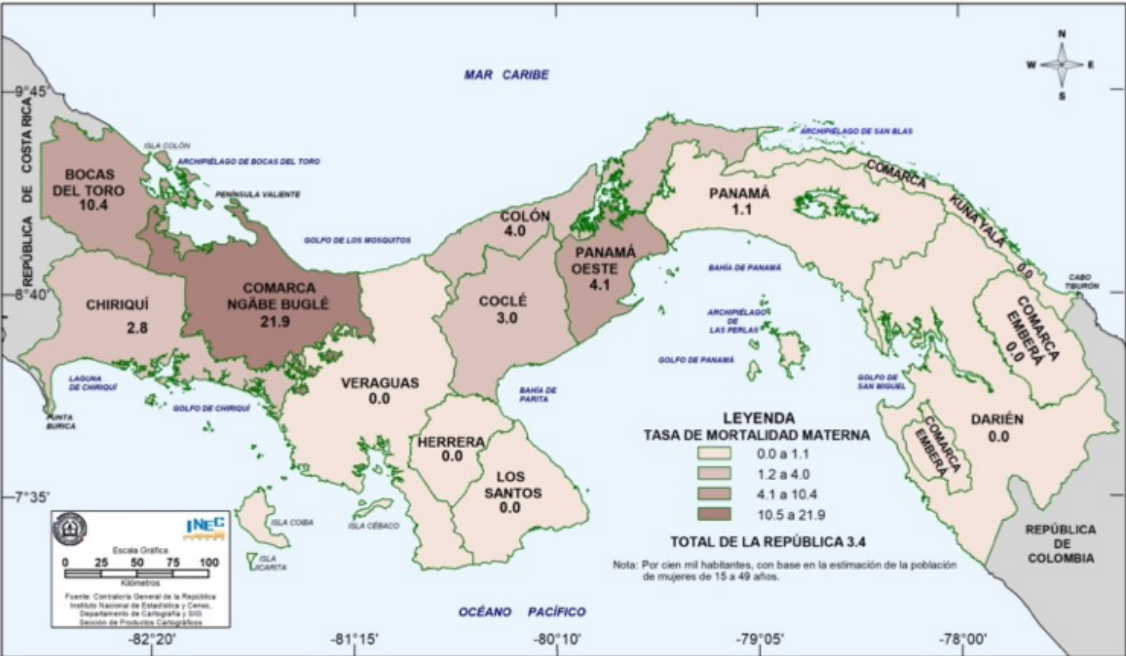 MAR CARIBE
N
W E
S
9°45'
REPÚBLICA DE COSTA RICA
ISLA COLÓN
ARCHIPIÉLAGO DE BOCAS DEL TORO
ARCHIPIÉLAGO DE SAN BLAS
BOCAS
DEL TORO
10.4
PENÍNSULA VALIENTE
COMARCA
KUNA YALA
0.0
PANAMÁ
1.1
COLÓN
4.0
GOLFO DE LOS MOSQUITOS
PANAMÁ
OESTE
4.1
BAHÍA DE PANAMÁ
CABO
TIBURÓN
8°40'
COMARCA
NGÄBE BUGLÉ
21.9
CHIRIQUÍ
2.8
COCLÉ
3.0
COMARCA
EMBERÁ
0.0
ARCHIPIÉLAGO
DE
LAS PERLAS
GOLFO DE PANAMÁ
GOLFO DE
SAN MIGUEL
LAGUNA
DE CHIRIQUÍ
VERAGUAS
0.0
BAHÍA DE
PARITA
PUNTA
BURICA
GOLFO DE CHIRIQUÍ
HERRERA
0.0
LOS
SANTOS
0.0
DARIÉN
0.0
COMARCA
EMBERÁ
LEYENDA
TASA DE MORTALIDAD MATERNA
0.0 a 1.1
1.2 a 4.0
4.1 a 10.4
10.5 a 21.9
TOTAL DE LA REPÚBLICA 3.4
Nota: Por cien mil habitantes, con base en la estimación de la población
de mujeres de 15 a 49 años.
7°35'
ISLA COIBA
ISLA CÉBACO
ISLA
JICARITA
REPÚBLICA
DE
COLOMBIA
INEC
Escala Gráfica
0 25 50 75 100
Kilómetros
Fuente: Contraloría General de la República
Instituto Nacional de Estadística y Censo,
Departamento de Cartografía y SIG
Sección de Productos Cartográficos
OCÉANO PACÍFICO
-82°20' -81°15' -80°10' -79°05' -78°00'